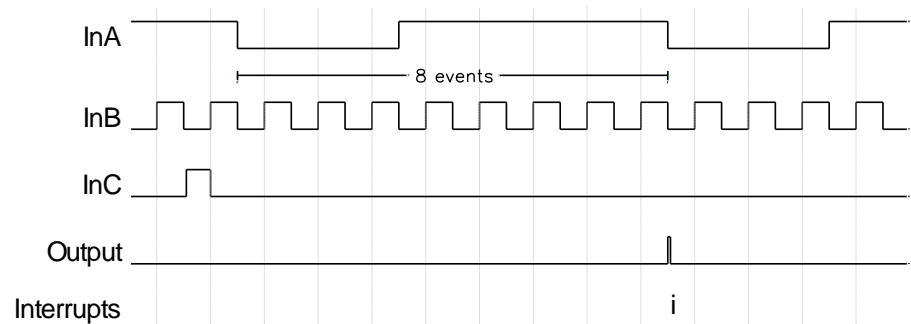 InA
8 events
InB
InC
Output
Interrupts i